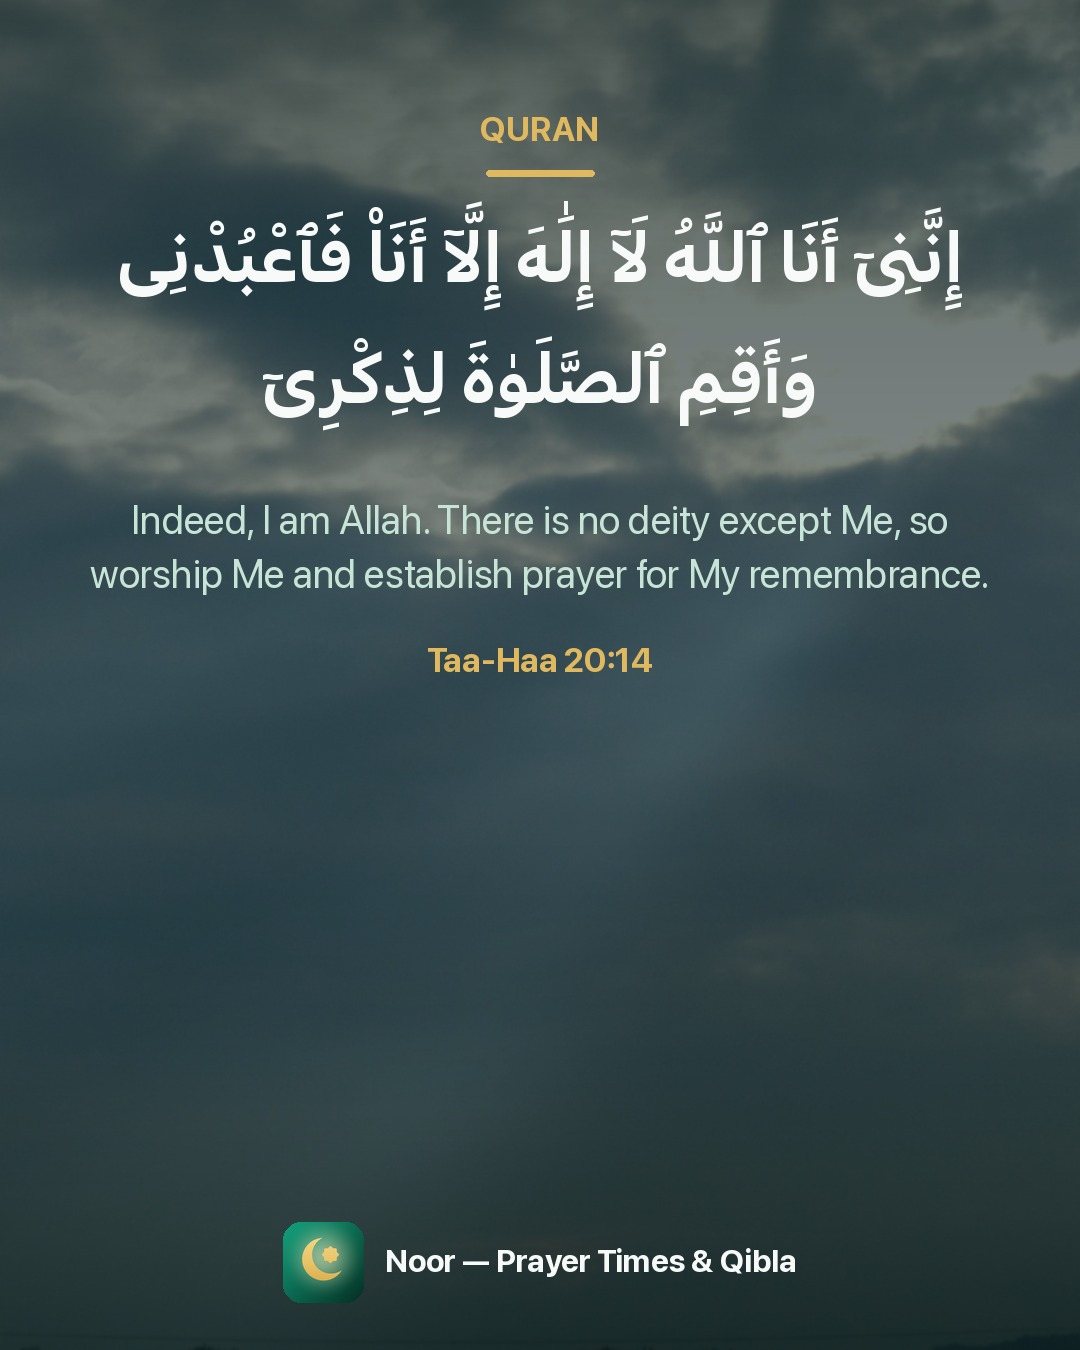 QURAN
إِنَّنِىٓ أَنَا ٱللَّهُ لَآ إِلَٰهَ إِلَّآ أَنَا۠ فَٱعْبُدْنِى
وَأَقِمِ ٱلصَّلَوٰةَ لِذِكْرِىٓ
Indeed, I am Allah. There is no deity except Me, so
worship Me and establish prayer for My remembrance.
Taa-Haa 20:14
Noor — Prayer Times & Qibla